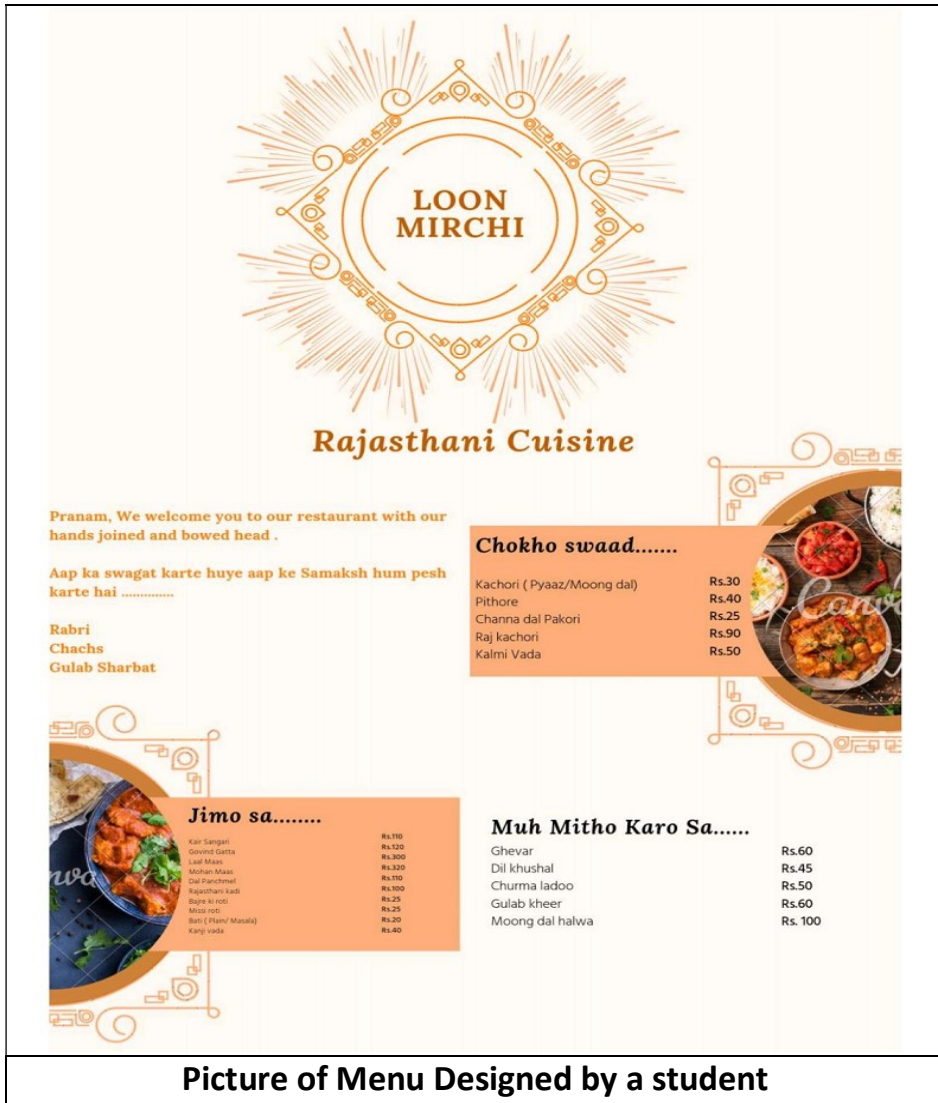 LOON
MIRCHI
Rajasthani Cuisine
Pranam, We welcome you to our restaurant with our
hands joined and bowed head .
Aap ka swagat karte huye aap ke Samaksh hum pesh
karte hai .............
Rabri
Chachs
Gulab Sharbat
Chokho swaad.......
Kachori ( Pyaaz/Moong dal) Rs.30
Pithore Rs.40
Channa dal Pakori Rs.25
Raj kachori Rs.90
Kalmi Vada Rs.50
Canva
Jimo sa........
Kair Sangari Rs.110
Govind Gatta Rs.120
Laal Maas Rs.300
Mohan Maas Rs.320
Dal Panchmel Rs.110
Rajasthani kadi Rs.100
Bajre ki roti Rs.25
Missi roti Rs.25
Bati ( Plain/ Masala) Rs.20
Kanji vada Rs.40
Muh Mitho Karo Sa......
Ghevar Rs.60
Dil khushal Rs.45
Churma ladoo Rs.50
Gulab kheer Rs.60
Moong dal halwa Rs. 100
Picture of Menu Designed by a student